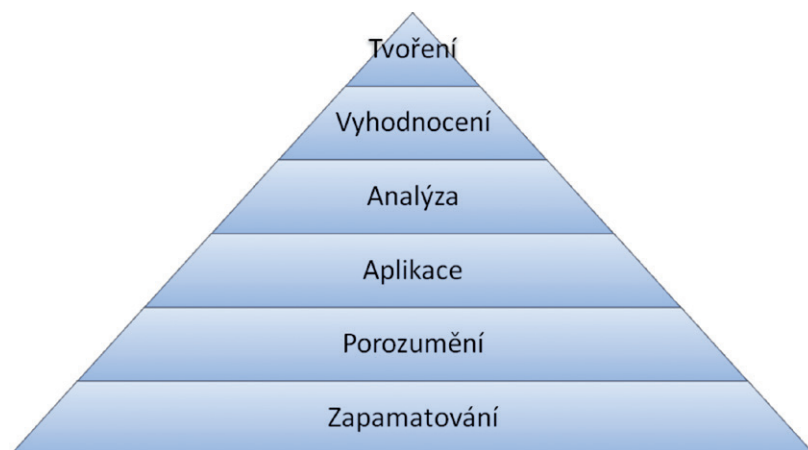 Tvoření
Vyhodnocení
Analýza
Aplikace
Porozumění
Zapamatování